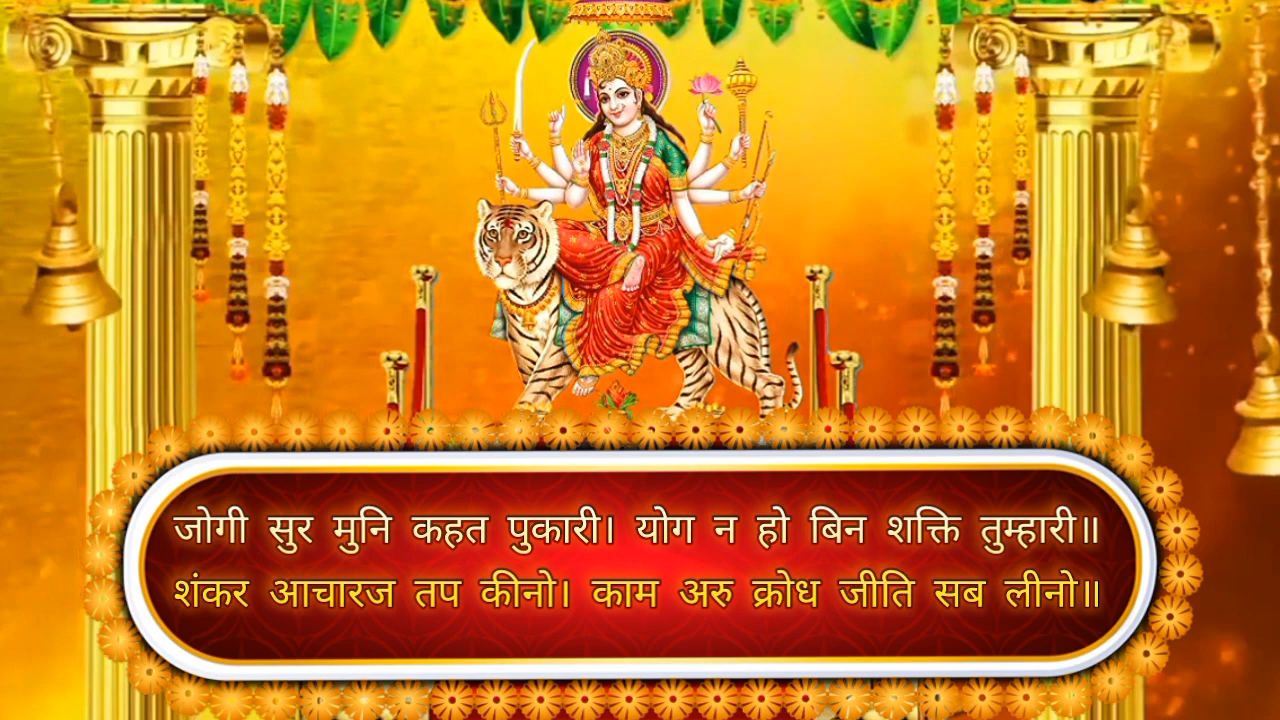 जोगी सुर मुनि कहत पुकारी। योग न हो बिन शक्ति तुम्हारी॥
शंकर आचारज तप कीनो। काम अरु क्रोध जीति सब लीनो॥